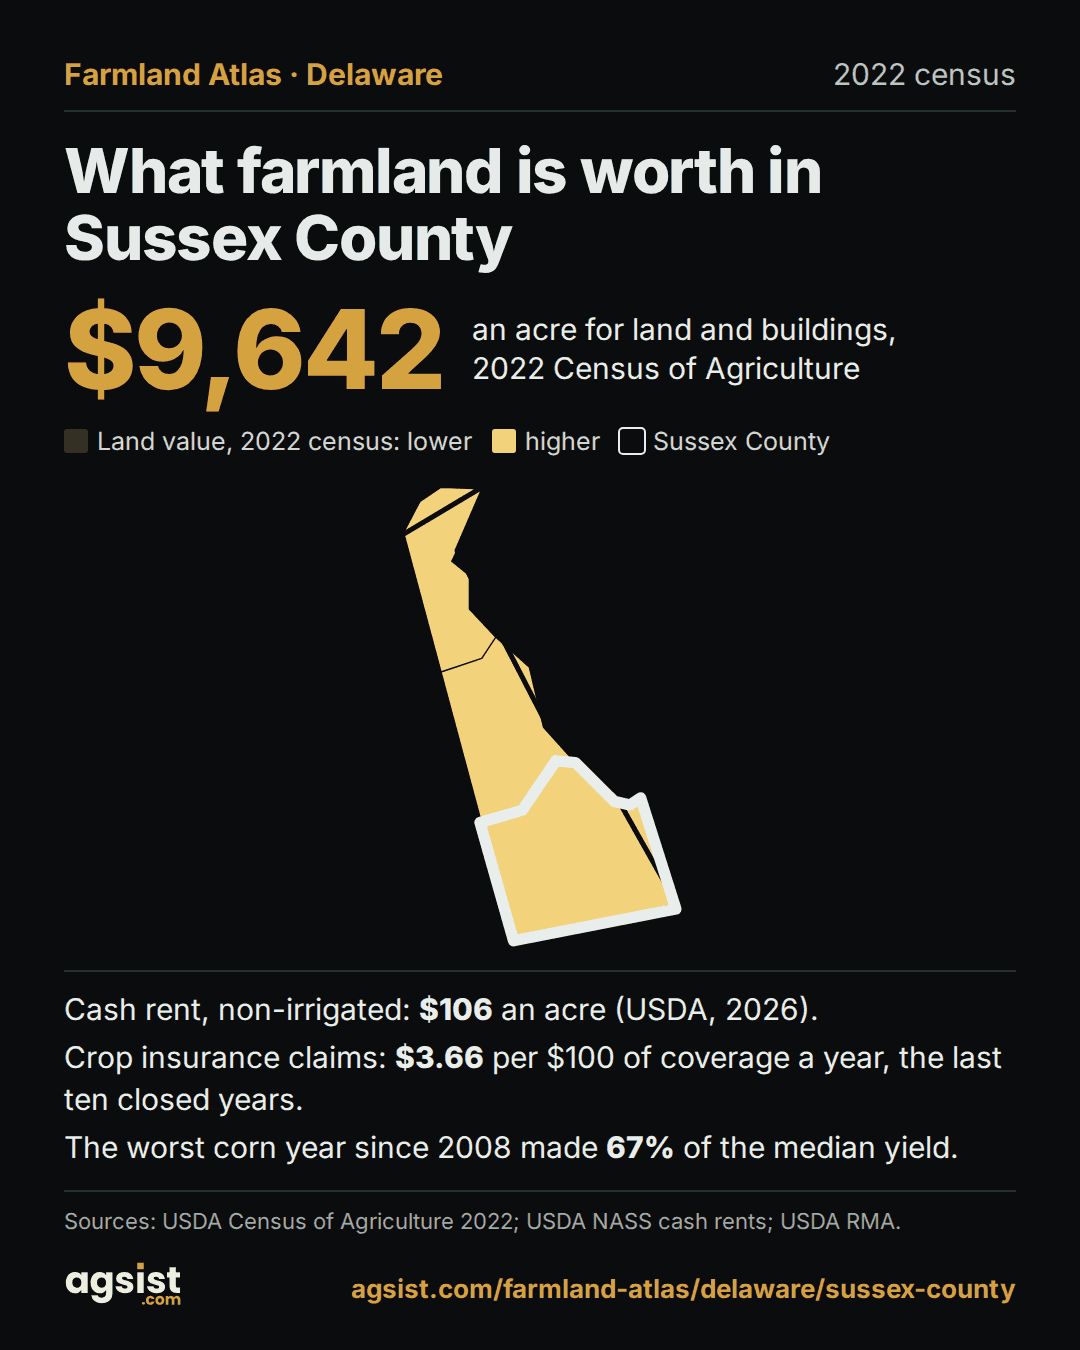 Farmland Atlas · Delaware
2022 census
What farmland is worth in
Sussex County
$9,642
an acre for land and buildings,
2022 Census of Agriculture
Land value, 2022 census: lower
higher
Sussex County
Cash rent, non-irrigated: $106 an acre (USDA, 2026).
Crop insurance claims: $3.66 per $100 of coverage a year, the last
ten closed years.
The worst corn year since 2008 made 67% of the median yield.
Sources: USDA Census of Agriculture 2022; USDA NASS cash rents; USDA RMA.
agsist
.com
agsist.com/farmland-atlas/delaware/sussex-county